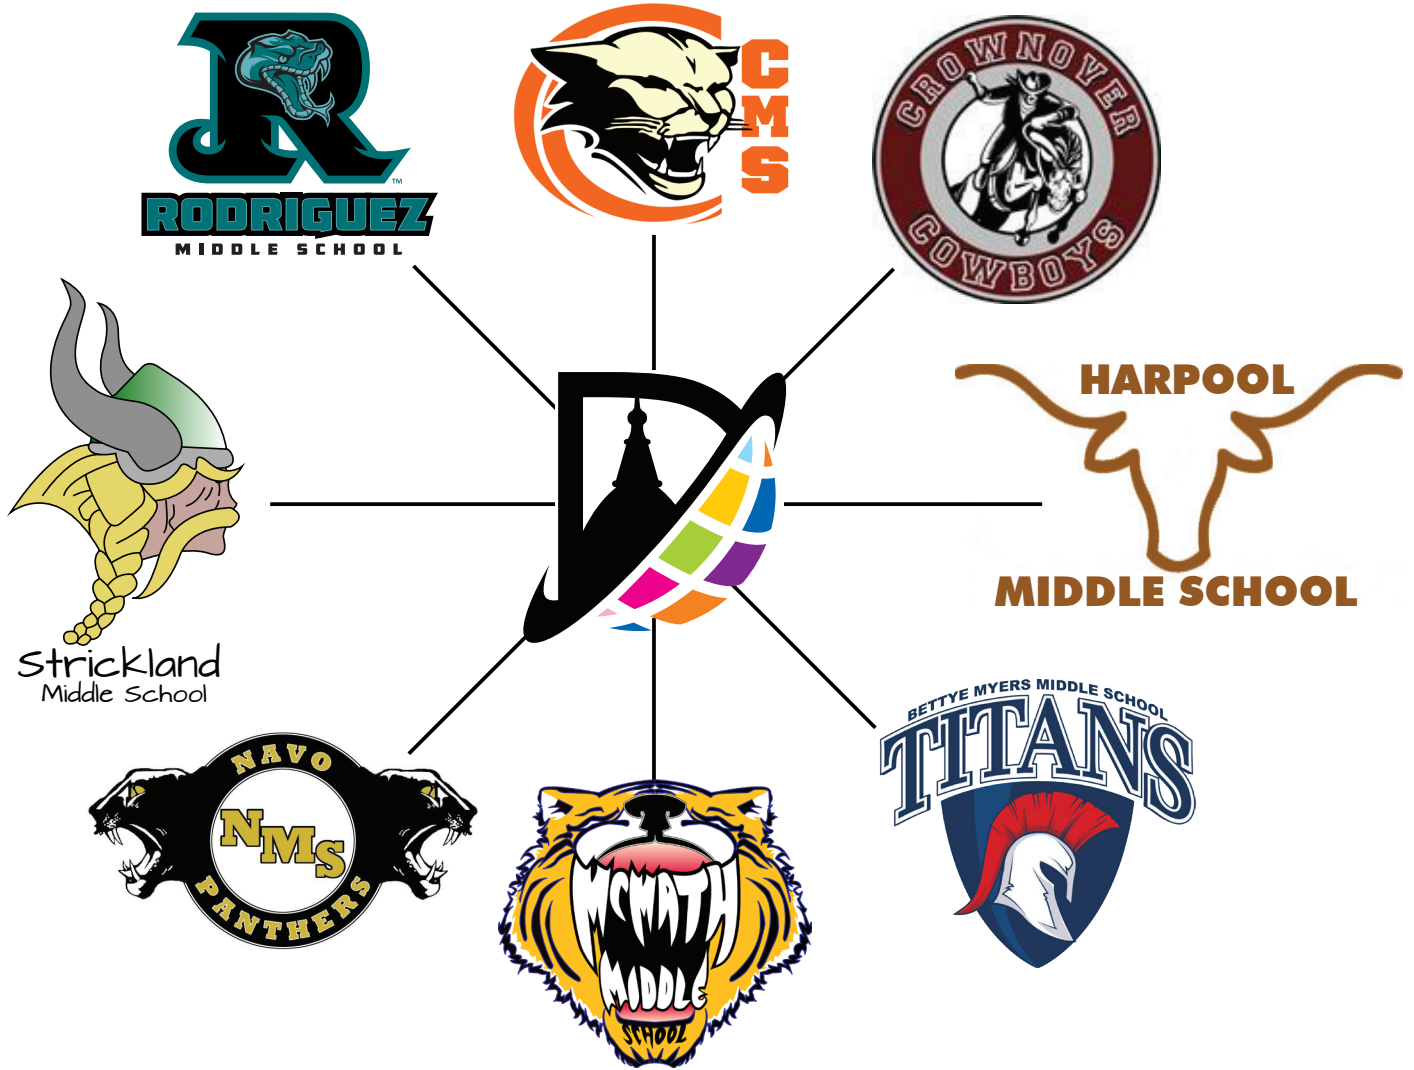 R
™
RODRIGUEZ
MIDDLE SCHOOL
CMS
CROWNOVER
COWBOYS
HARPOOL
MIDDLE SCHOOL
D
Strickland
Middle School
BETTYE MYERS MIDDLE SCHOOL
TITANS
NAVO
NMS
PANTHERS
MCMATH
MIDDLE
SCHOOL